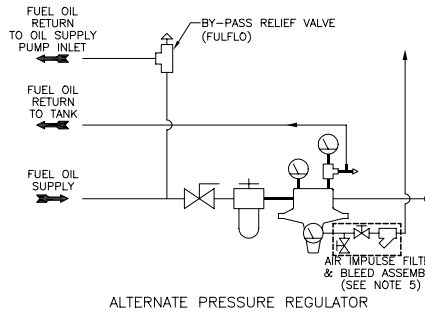 FUEL OIL
RETURN
TO OIL SUPPLY
PUMP INLET
BY-PASS RELIEF VALVE
(FULFLO)
FUEL OIL
RETURN
TO TANK
FUEL OIL
SUPPLY
AIR IMPULSE FILTE
& BLEED ASSEMB
(SEE NOTE 5)
ALTERNATE PRESSURE REGULATOR